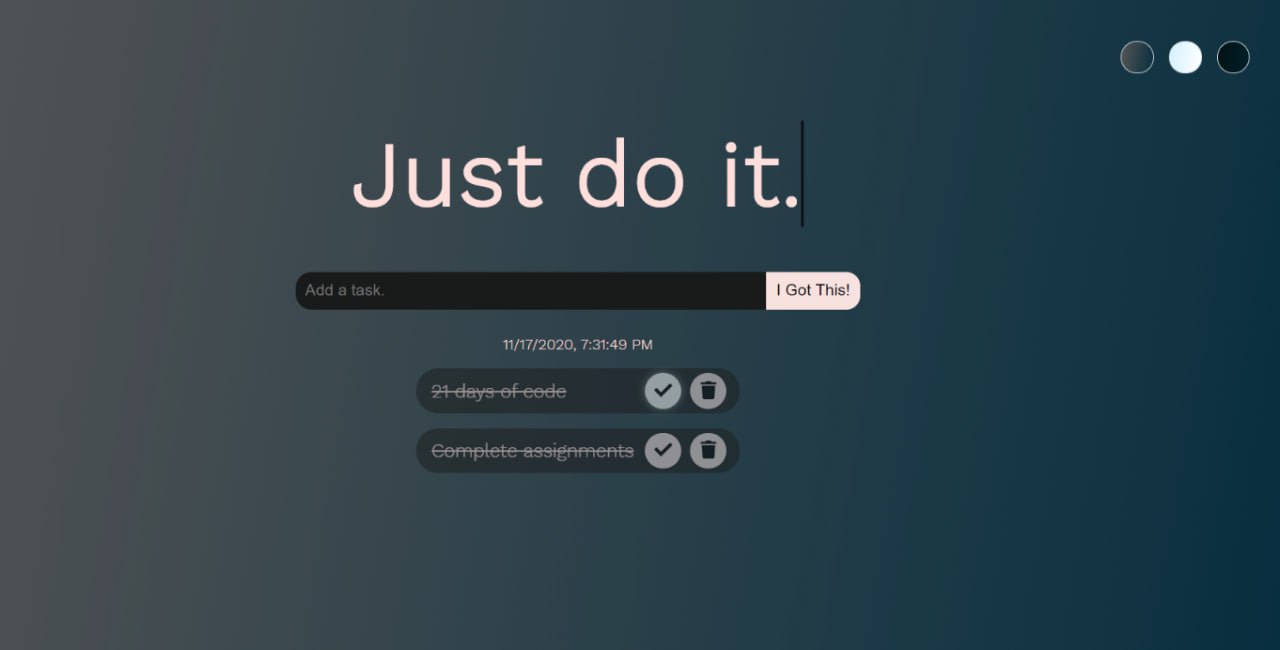 Just do it.
Add a task.
I Got This!
11/17/2020, 7:31:49 PM
21 days of code
Complete assignments